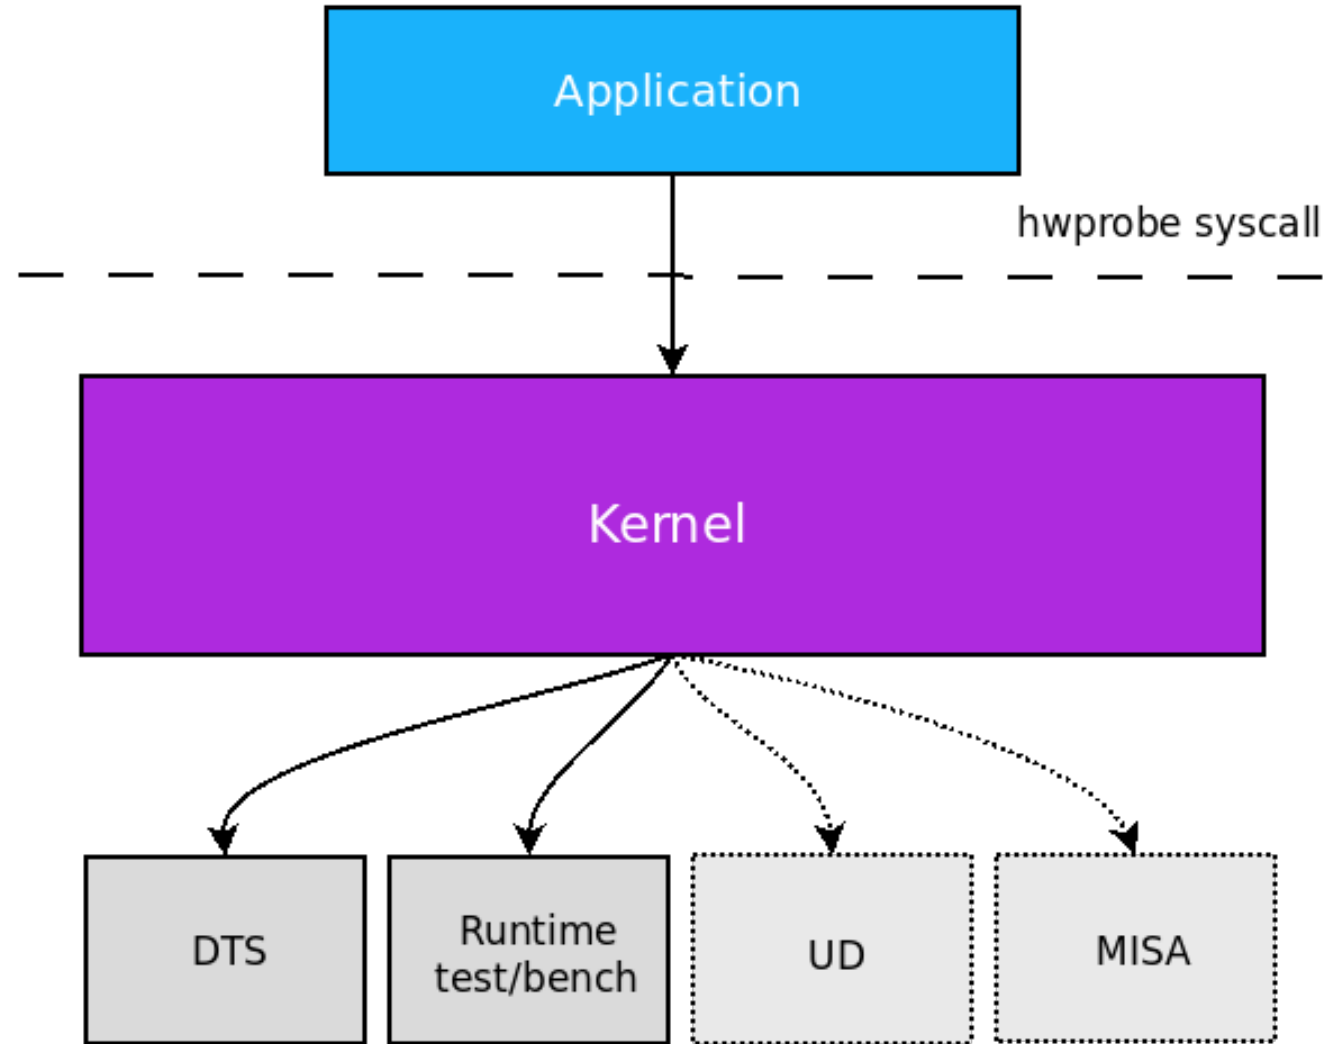 Application
hwprobe syscall
Kernel
DTS
Runtime
test/bench
UD
MISA